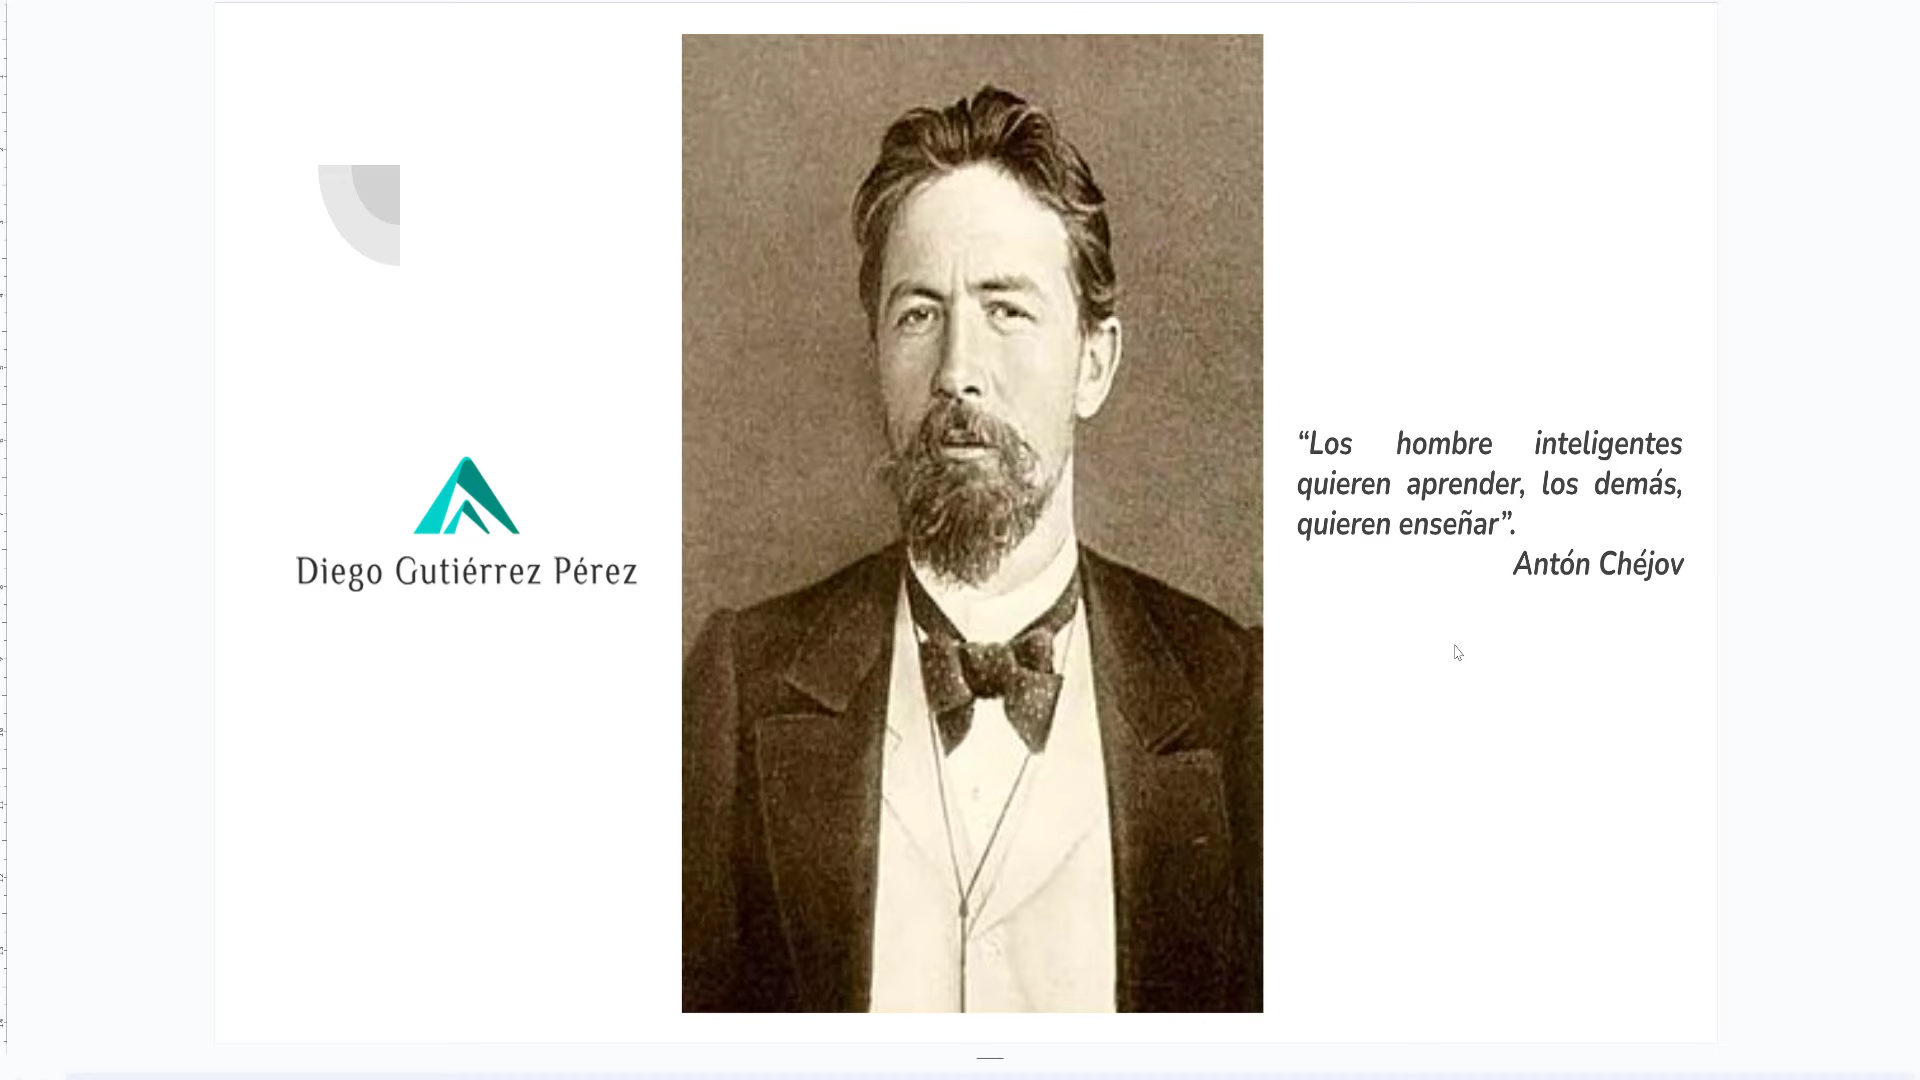 Diego Gutiérrez Pérez
“Los hombre inteligentes
quieren aprender, los demás,
quieren enseñar”.
Antón Chéjov